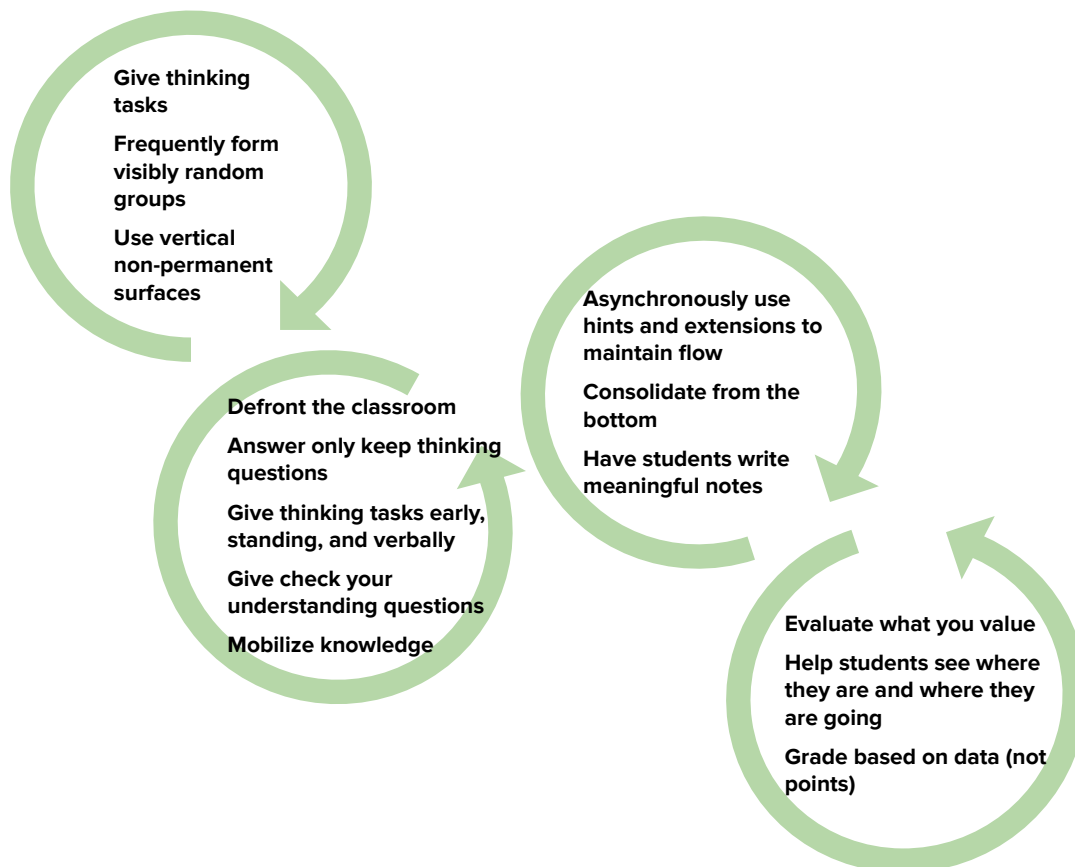 Give thinking
tasks
Frequently form
visibly random
groups
Use vertical
non-permanent
surfaces
Defront the classroom
Answer only keep thinking
questions
Give thinking tasks early,
standing, and verbally
Give check your
understanding questions
Mobilize knowledge
Asynchronously use
hints and extensions to
maintain flow
Consolidate from the
bottom
Have students write
meaningful notes
Evaluate what you value
Help students see where
they are and where they
are going
Grade based on data (not
points)